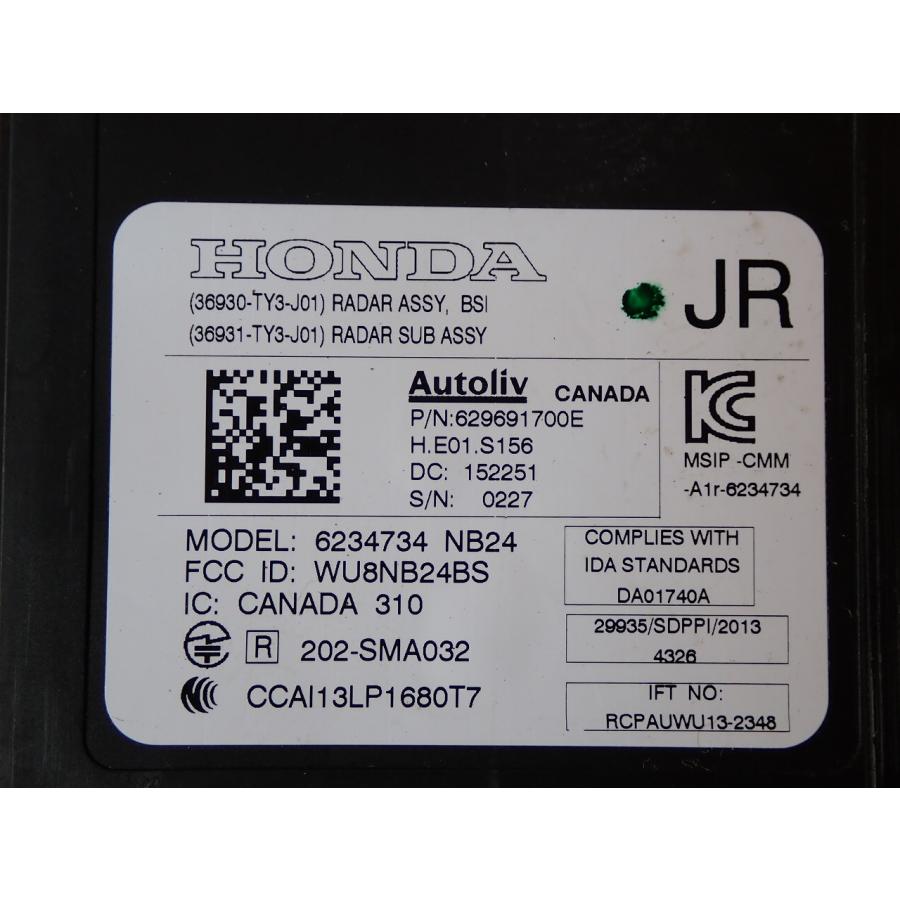 HONDA
(36930-TY3-J01) RADAR ASSY, BSI
(36931-TY3-J01) RADAR SUB ASSY
JR
Autoliv CANADA
P/N:629691700E
H.E01.S156
DC: 152251
S/N: 0227
MSIP -CMM
-A1r-6234734
MODEL: 6234734 NB24
FCC ID: WU8NB24BS
IC: CANADA 310
R 202-SMA032
CCAI13LP1680T7
COMPLIES WITH
IDA STANDARDS
DA01740A
29935/SDPPI/2013
4326
IFT NO:
RCPAUWU13-2348